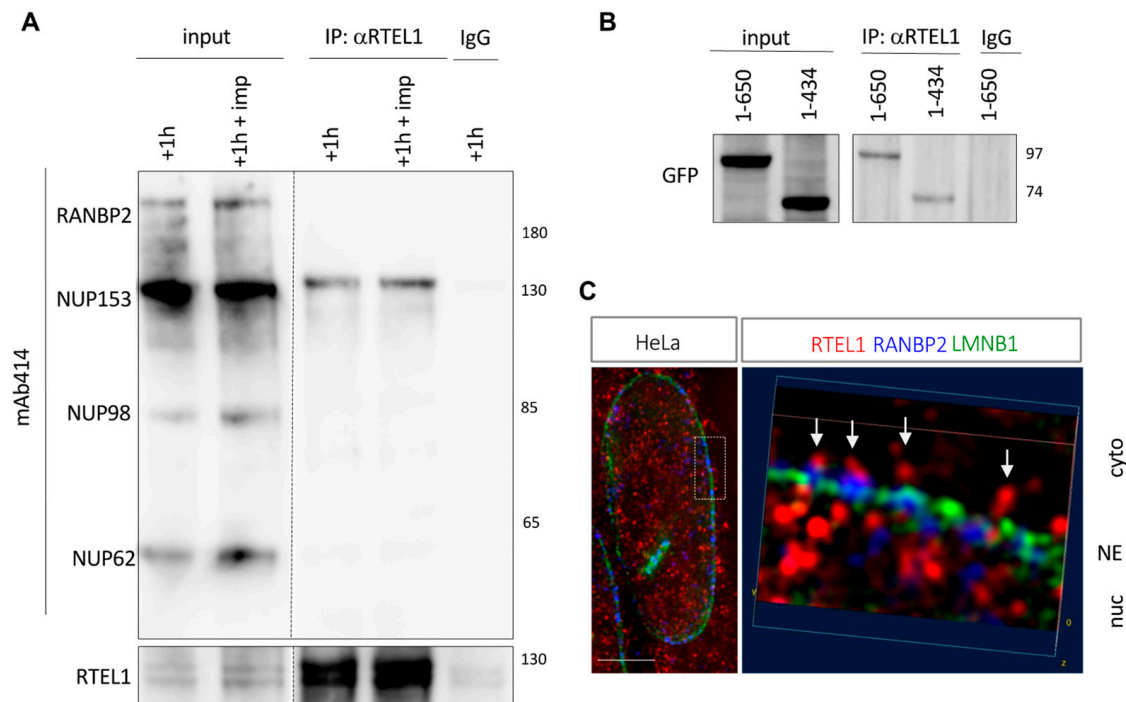 A
input
IP: αRTEL1
IgG
+1h
+1h + imp
+1h
+1h + imp
+1h
mAb414
RANBP2
NUP153
NUP98
NUP62
180
130
85
65
RTEL1
130
B
input
IP: αRTEL1
IgG
1-650
1-434
1-650
1-434
1-650
GFP
97
74
C
HeLa
RTEL1 RANBP2 LMNB1
cyto
NE
nuc
y
0
z